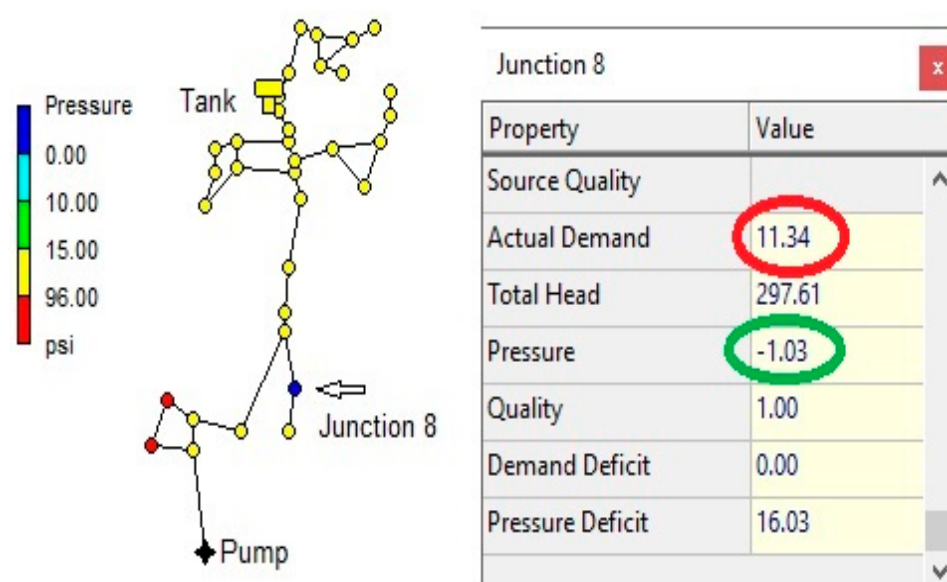 Pressure
0.00
10.00
15.00
96.00
psi
Tank
Junction 8
Pump
Junction 8
x
Property Value
Source Quality
Actual Demand 11.34
Total Head 297.61
Pressure -1.03
Quality 1.00
Demand Deficit 0.00
Pressure Deficit 16.03